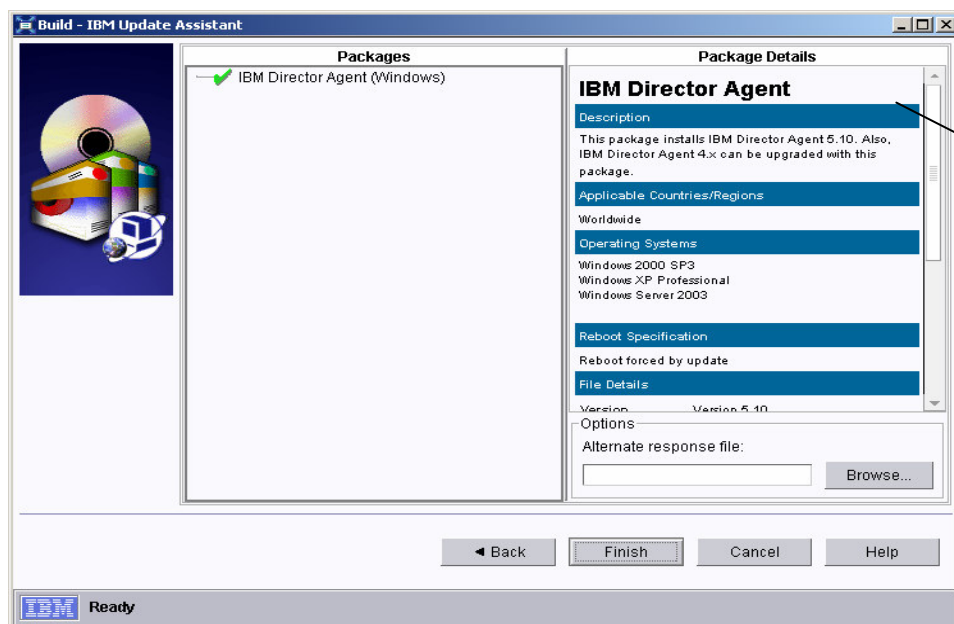 Build - IBM Update Assistant
Packages
IBM Director Agent (Windows)
Package Details
IBM Director Agent
Description
This package installs IBM Director Agent 5.10. Also,
IBM Director Agent 4.x can be upgraded with this
package.
Applicable Countries/Regions
Worldwide
Operating Systems
Windows 2000 SP3
Windows XP Professional
Windows Server 2003
Reboot Specification
Reboot forced by update
File Details
Version Version 5.10
Options
Alternate response file:
Browse...
Back
Finish
Cancel
Help
IBM Ready